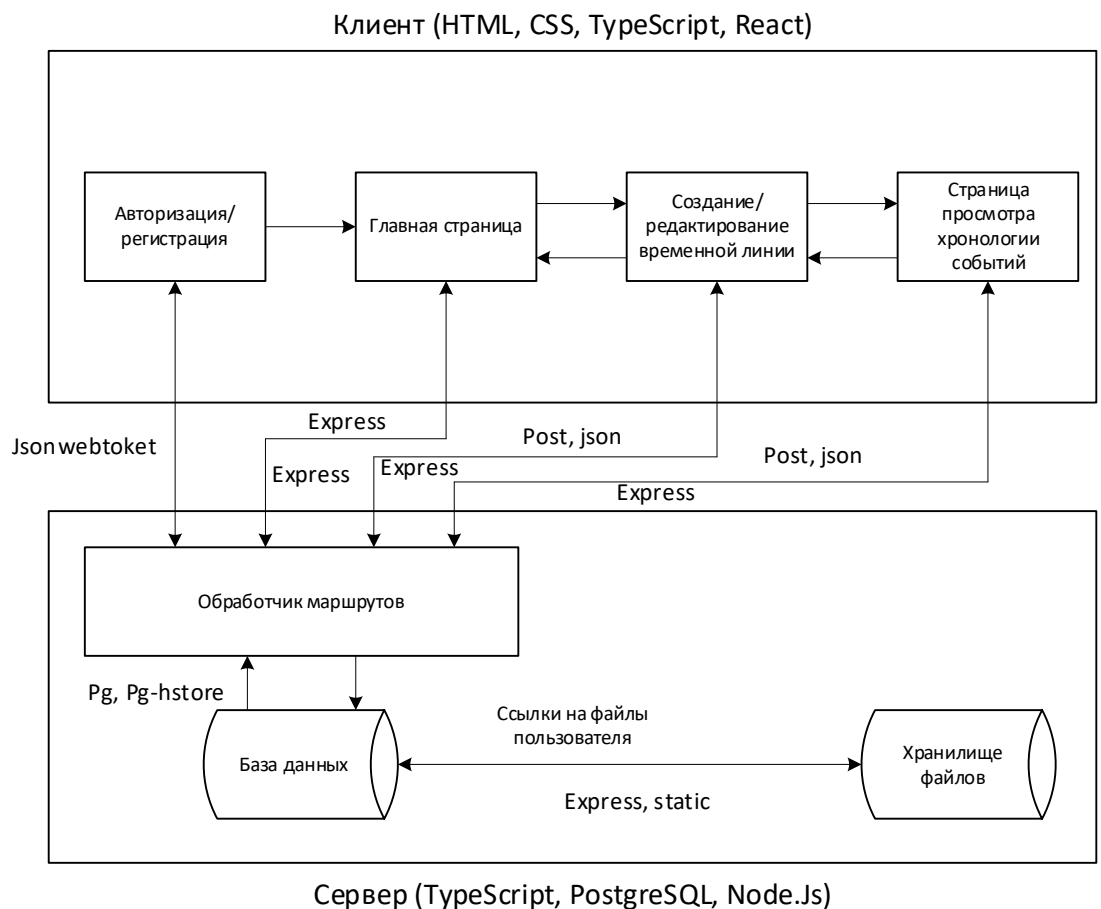 Клиент (HTML, CSS, TypeScript, React)
Авторизация/
регистрация
Главная страница
Создание/
редактирование
временной линии
Страница
просмотра
хронологии
событий
Jsonwebtoket
Express
Express
Post, json
Express
Post, json
Express
Обработчик маршрутов
Pg, Pg-hstore
База данных
Ссылки на файлы
пользователя
Express, static
Хранилище
файлов
Сервер (TypeScript, PostgreSQL, Node.Js)